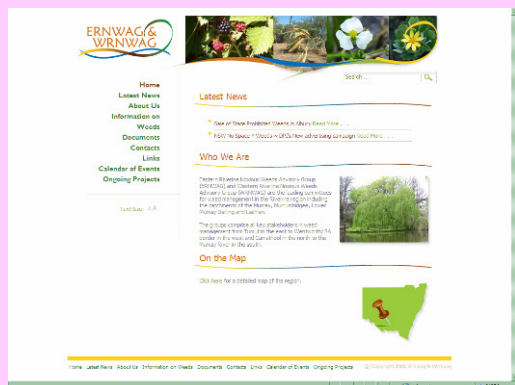 ERNWAG &
WRNWAG
Search ...
Home
Latest News
About Us
Information on
Weeds
Documents
Contacts
Links
Calendar of Events
Ongoing Projects
Text Size: AA
Latest News
Sale of State Prohibited Weeds in Albury Read More . . .
NSW No Space 4 Weeds ~ DPI's New advertising campaign Read More . . .
Who We Are
Eastern Riverina Noxious Weeds Advisory Group
(ERNWAG) and Western Riverina Noxious Weeds
Advisory Group (WRNWAG) are the leading committees
for weed management in the Riverina region including
the catchments of the Murray, Murrumbidgee, Lower
Murray Darling and Lachlan.
The groups comprise all key stakeholders in weed
management from Tumut in the east to Wentworth/SA
border in the west and Carrathool in the north to the
Murray River in the south.
On the Map
Click here for a detailed map of the region.
Home Latest News About Us Information on Weeds Documents Contacts Links Calendar of Events Ongoing Projects © Copyright 2008, Ernwag & Wrnwag